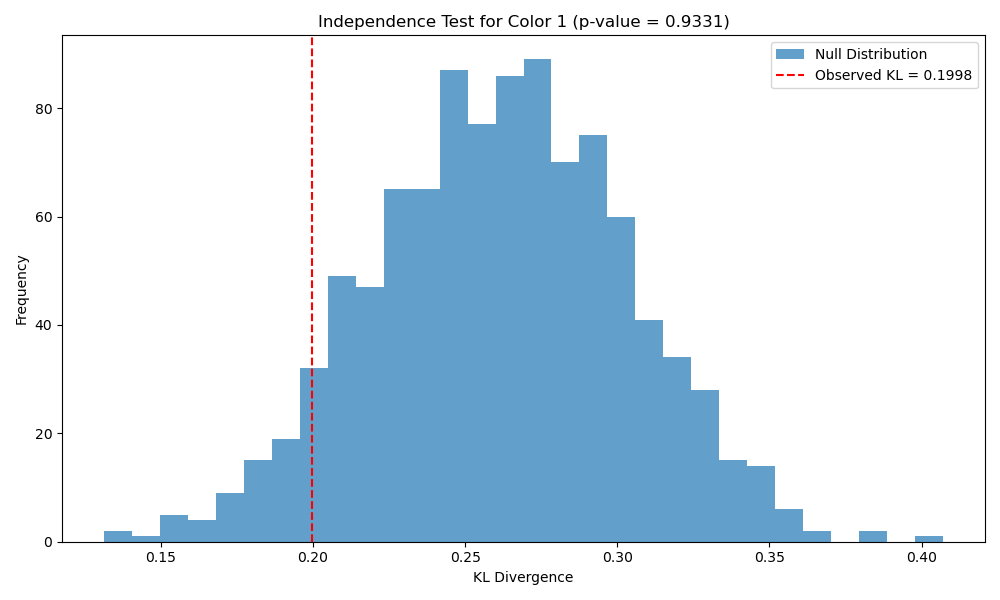 Independence Test for Color 1 (p-value = 0.9331)
Null Distribution
Observed KL = 0.1998
Frequency
80
60
40
20
0
0.15 0.20 0.25 0.30 0.35 0.40
KL Divergence